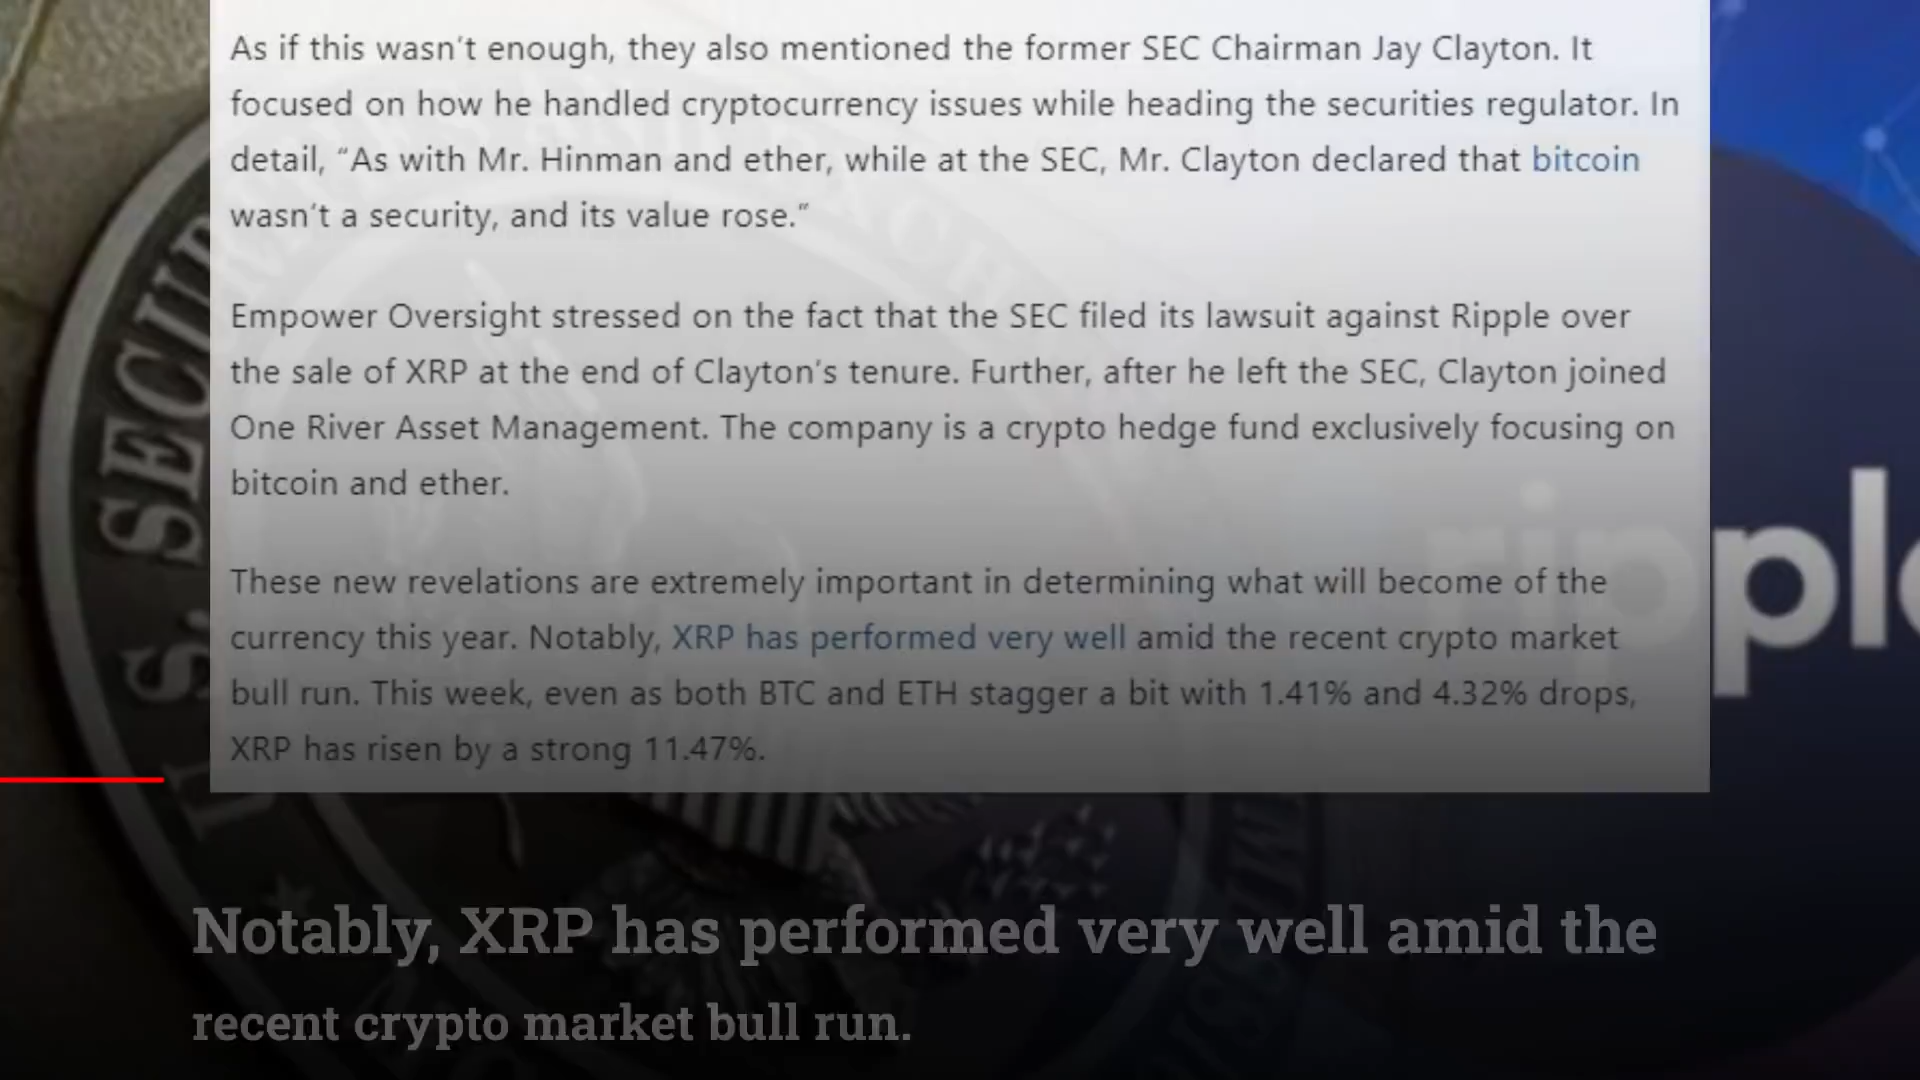 As if this wasn't enough, they also mentioned the former SEC Chairman Jay Clayton. It
focused on how he handled cryptocurrency issues while heading the securities regulator. In
detail, “As with Mr. Hinman and ether, while at the SEC, Mr. Clayton declared that bitcoin
wasn't a security, and its value rose.”
Empower Oversight stressed on the fact that the SEC filed its lawsuit against Ripple over
the sale of XRP at the end of Clayton's tenure. Further, after he left the SEC, Clayton joined
One River Asset Management. The company is a crypto hedge fund exclusively focusing on
bitcoin and ether.
These new revelations are extremely important in determining what will become of the
currency this year. Notably, XRP has performed very well amid the recent crypto market
bull run. This week, even as both BTC and ETH stagger a bit with 1.41% and 4.32% drops,
XRP has risen by a strong 11.47%.
Notably, XRP has performed very well amid the
recent crypto market bull run.
U.S. SECUR
ripple